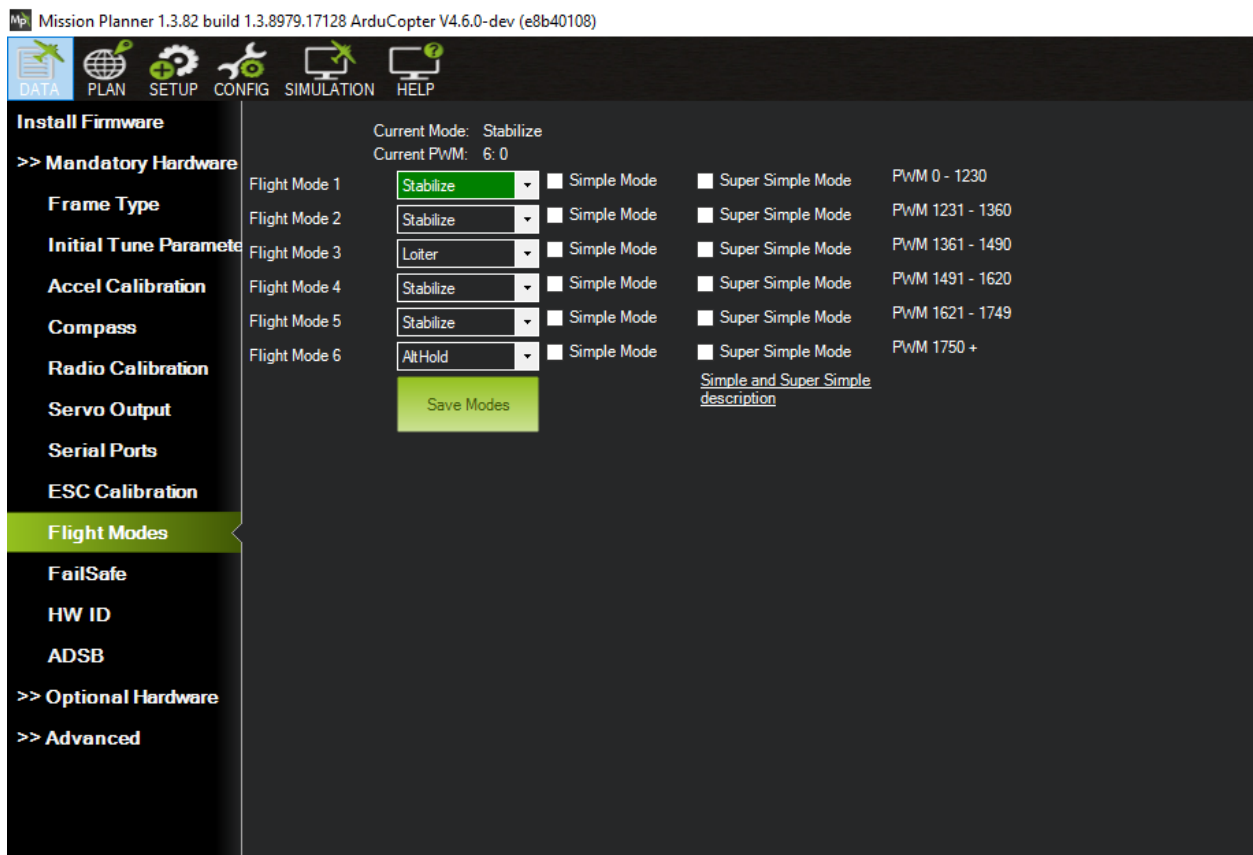 Mission Planner 1.3.82 build 1.3.8979.17128 ArduCopter V4.6.0-dev (e8b40108)
DATA PLAN SETUP CONFIG SIMULATION HELP
Install Firmware
>> Mandatory Hardware
Frame Type
Initial Tune Paramete
Accel Calibration
Compass
Radio Calibration
Servo Output
Serial Ports
ESC Calibration
Flight Modes
FailSafe
HW ID
ADSB
>> Optional Hardware
>> Advanced
Current Mode: Stabilize
Current PWM: 6: 0
Flight Mode 1 Stabilize Simple Mode Super Simple Mode PWM 0 - 1230
Flight Mode 2 Stabilize Simple Mode Super Simple Mode PWM 1231 - 1360
Flight Mode 3 Loiter Simple Mode Super Simple Mode PWM 1361 - 1490
Flight Mode 4 Stabilize Simple Mode Super Simple Mode PWM 1491 - 1620
Flight Mode 5 Stabilize Simple Mode Super Simple Mode PWM 1621 - 1749
Flight Mode 6 AltHold Simple Mode Super Simple Mode PWM 1750 +
Simple and Super Simple
description
Save Modes